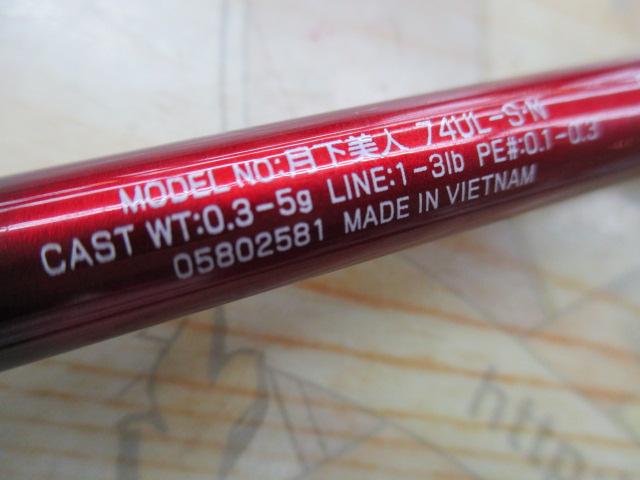 MODEL NO:月下美人 74UL-S・N
CAST WT:0.3-5g LINE:1-3lb PE#:0.1-0.3
05802581 MADE IN VIETNAM
http